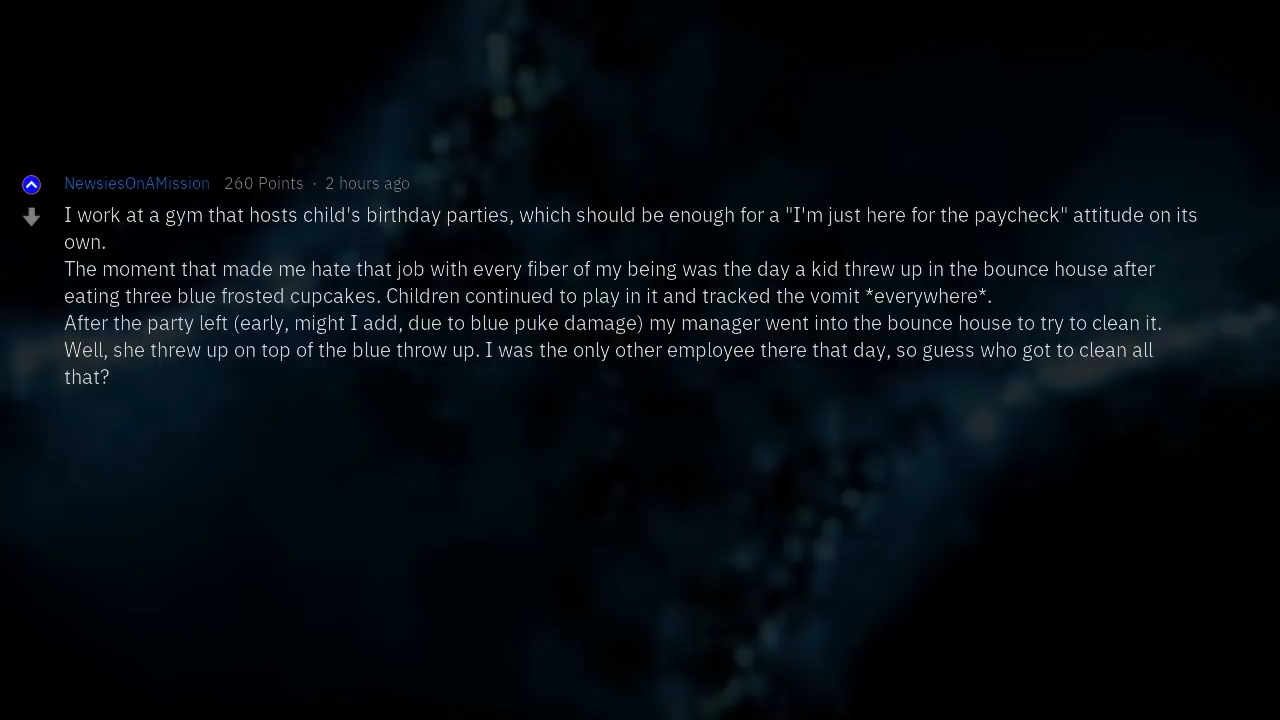 NewsiesOnAMission 260 Points · 2 hours ago
I work at a gym that hosts child's birthday parties, which should be enough for a "I'm just here for the paycheck" attitude on its
own.
The moment that made me hate that job with every fiber of my being was the day a kid threw up in the bounce house after
eating three blue frosted cupcakes. Children continued to play in it and tracked the vomit *everywhere*.
After the party left (early, might I add, due to blue puke damage) my manager went into the bounce house to try to clean it.
Well, she threw up on top of the blue throw up. I was the only other employee there that day, so guess who got to clean all
that?